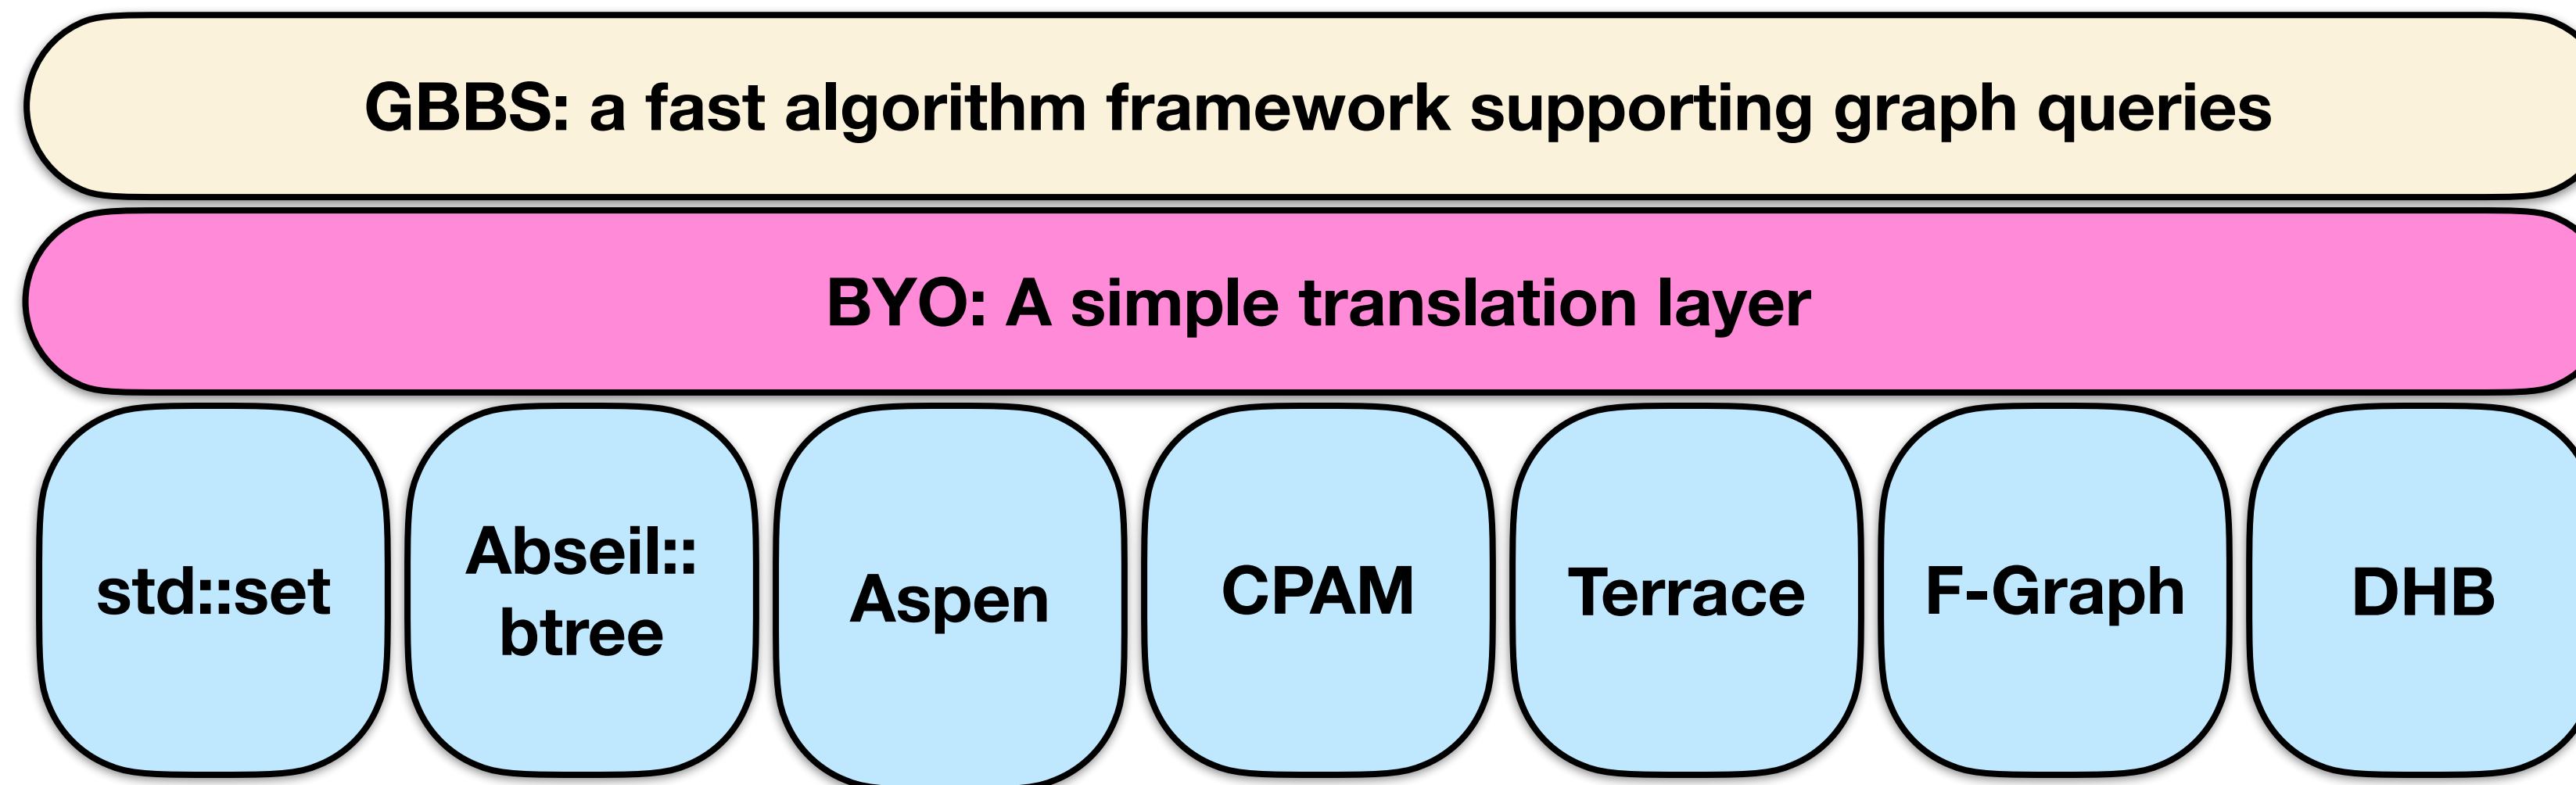 GBBS: a fast algorithm framework supporting graph queries
BYO: A simple translation layer
std::set
Abseil::
btree
Aspen
CPAM
Terrace
F-Graph
DHB